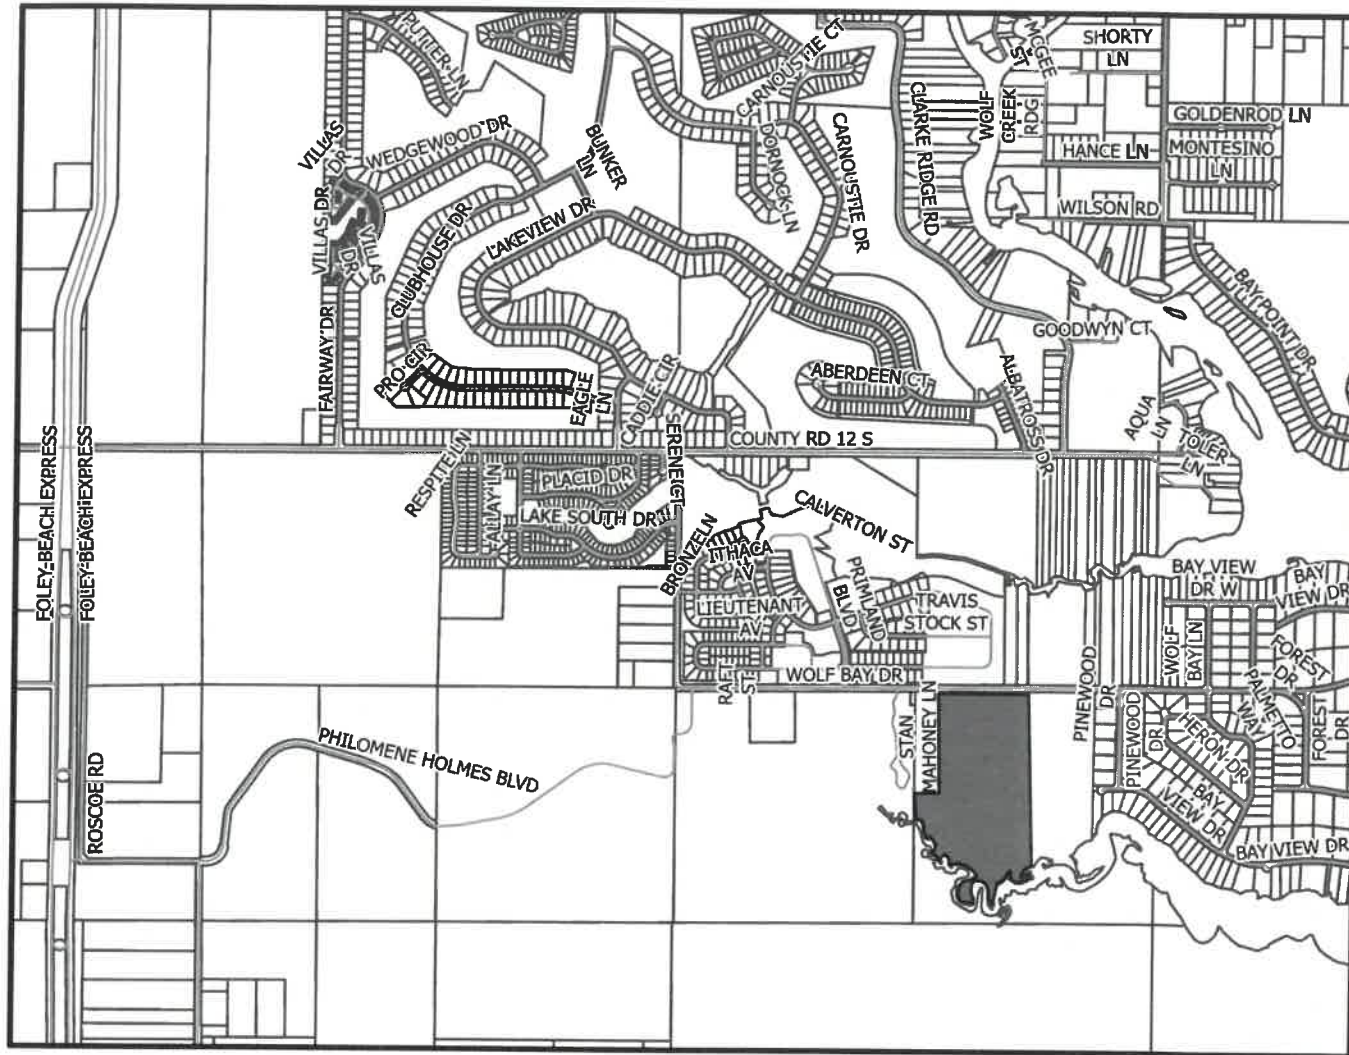 PUTTER LN
CARNOUSTIE CT
MCGEE
ST
SHORTY
LN
VILLAS
DR
WEDGEWOOD DR
BUNKER
LN
DORNOCK LN
CARNOUSTIE DR
CLARKE RIDGE RD
WOLF
CREEK
RDG
GOLDENROD LN
HANCE LN
MONTESINO
LN
WILSON RD
VILLAS DR
VILLAS
DR
CLUBHOUSE DR
LAKEVIEW DR
BAY POINT DR
GOODWYN CT
FAIRWAY DR
PRO CIR
EAGLE
LN
CADDIE CIR
ABERDEEN CT
ALBATROSS DR
AQUA
LN
TOLER
LN
FOLEY-BEACH EXPRESS
FOLEY-BEACH EXPRESS
RESPITE LN
SERENE CT
COUNTY RD 12 S
FALLAY LN
PLACID DR
LAKE SOUTH DR
CALVERTON ST
BRONZE LN
ITHACA
AV
LIEUTENANT
AV
PRIMLAND
BLVD
TRAVIS
STOCK ST
BAY VIEW
DR W
BAY
VIEW DR
RAFT
ST
WOLF BAY DR
WOLF
BAY LN
FOREST
DR
PALMETTO
WAY
FOREST
DR
PINEWOOD
DR
PINEWOOD
DR
HERON DR
STAN
MAHONEY LN
PHILOMENE HOLMES BLVD
ROSCOE RD
BAY
VIEW DR
BAY VIEW DR